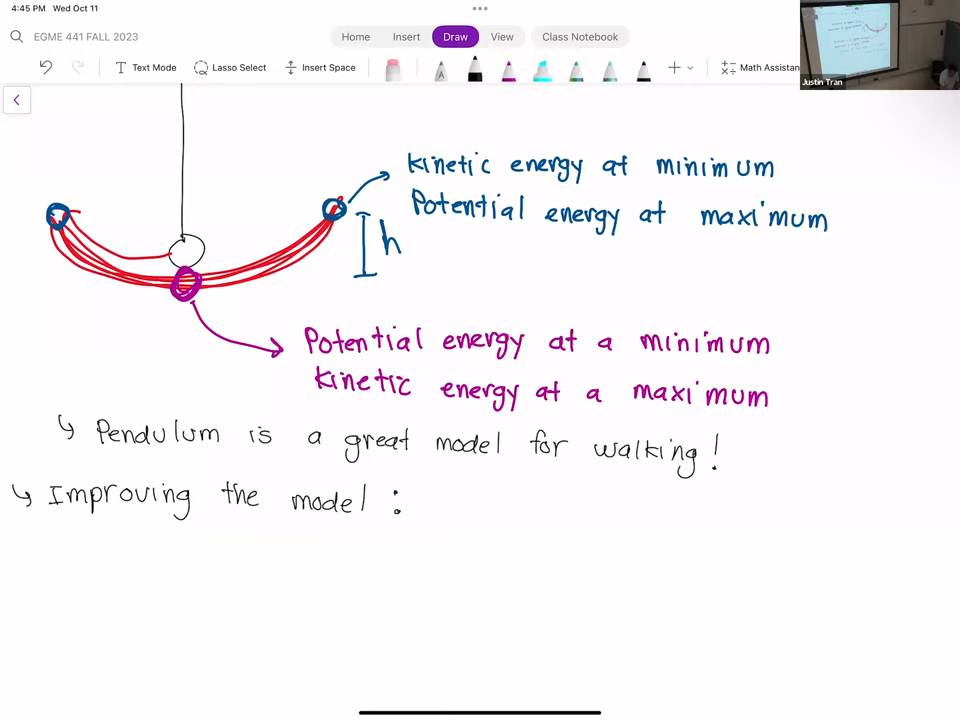 4:45 PM Wed Oct 11
EGME 441 FALL 2023
Home Insert Draw View Class Notebook
Text Mode Lasso Select Insert Space Math Assistan
Justin Tran
Kinetic energy at minimum
Potential energy at maximum
h
Potential energy at a minimum
Kinetic energy at a maximum
↳ Pendulum is a great model for walking!
↳ Improving the model :